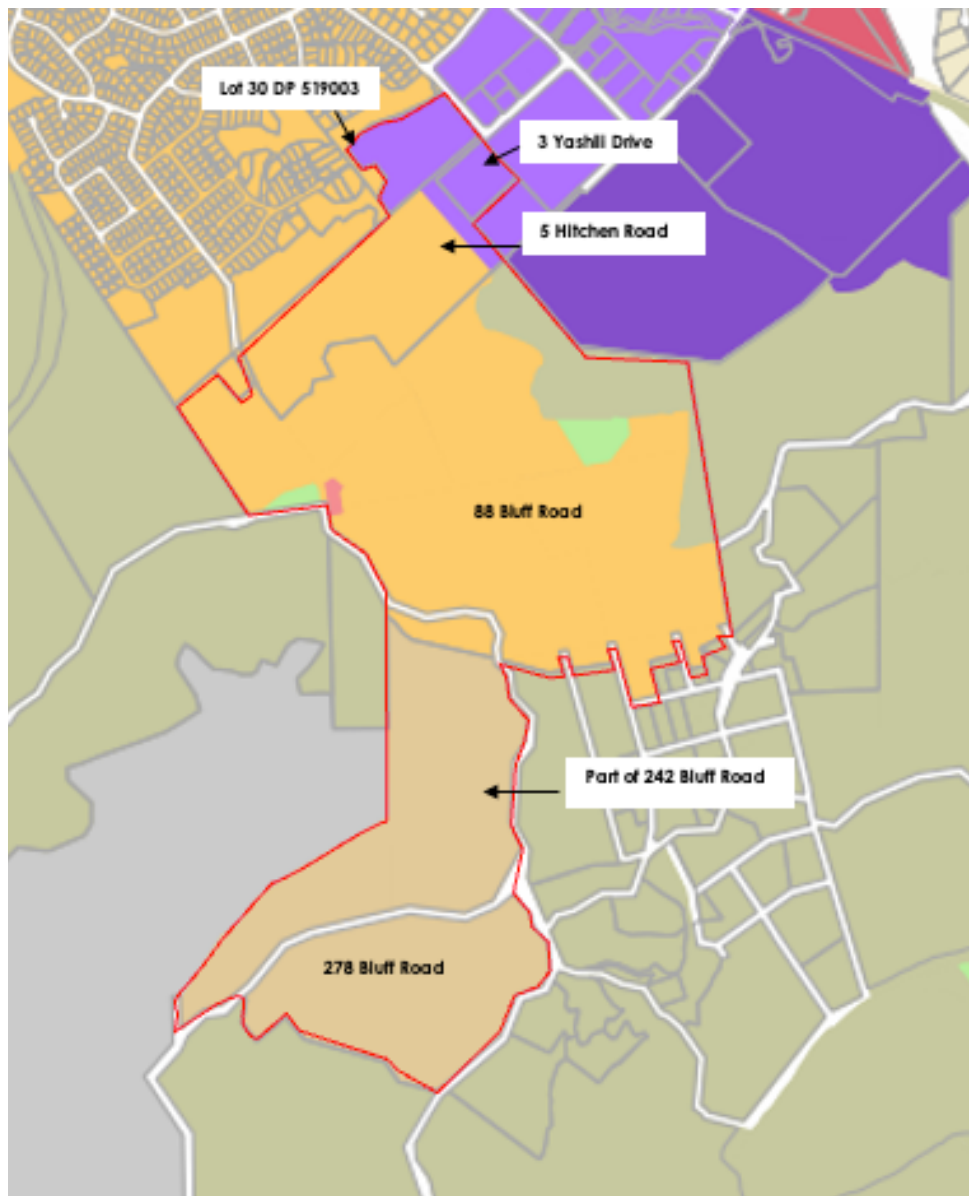 Lot 30 DP 519003
3 Yashill Drive
5 Hitchen Road
88 Bluff Road
Part of 242 Bluff Road
278 Bluff Road